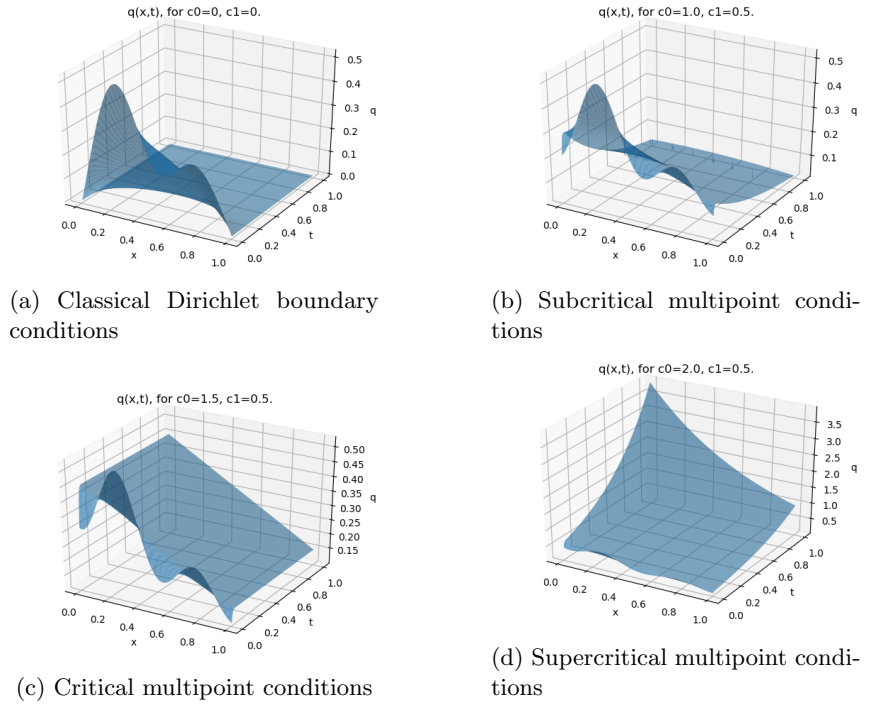 q(x,t), for c0=0, c1=0.
0.5
0.4
0.3
0.2
0.1
0.0
q
0.0 0.2 0.4 0.6 0.8 1.0
x
0.0 0.2 0.4 0.6 0.8 1.0
t
(a) Classical Dirichlet boundary
conditions
q(x,t), for c0=1.0, c1=0.5.
0.5
0.4
0.3
0.2
0.1
q
0.0 0.2 0.4 0.6 0.8 1.0
x
0.0 0.2 0.4 0.6 0.8 1.0
t
(b) Subcritical multipoint condi-
tions
q(x,t), for c0=1.5, c1=0.5.
0.50
0.45
0.40
0.35
0.30
0.25
0.20
0.15
q
0.0 0.2 0.4 0.6 0.8 1.0
x
0.0 0.2 0.4 0.6 0.8 1.0
t
(c) Critical multipoint conditions
q(x,t), for c0=2.0, c1=0.5.
3.5
3.0
2.5
2.0
1.5
1.0
0.5
q
0.0 0.2 0.4 0.6 0.8 1.0
x
0.0 0.2 0.4 0.6 0.8 1.0
t
(d) Supercritical multipoint condi-
tions